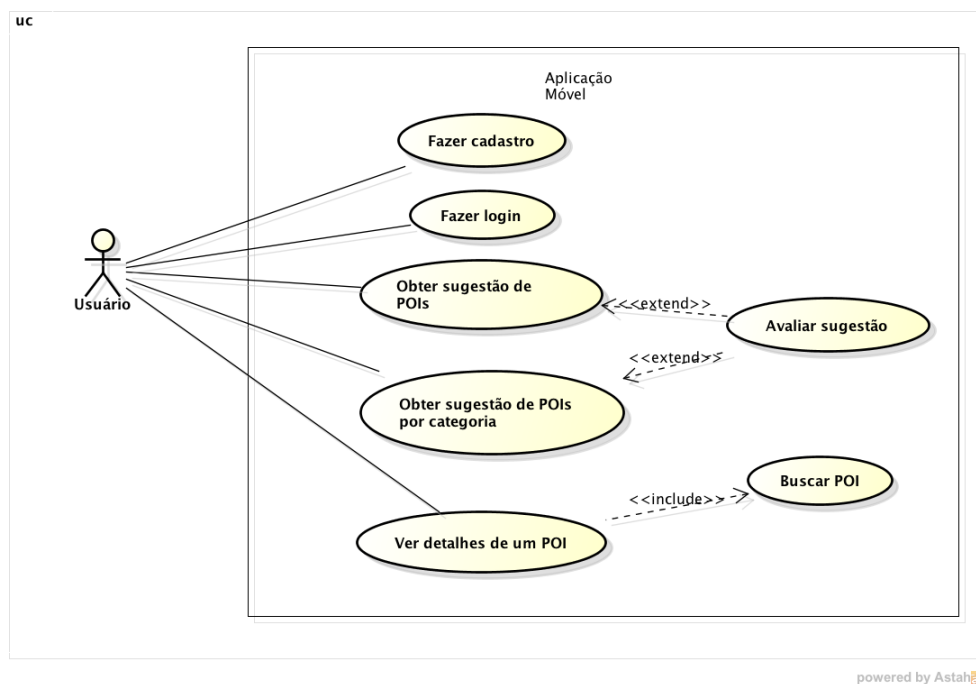 uc
Aplicação
Móvel
Fazer cadastro
Fazer login
Usuário
Obter sugestão de
POIs
<<extend>>
Avaliar sugestão
<<extend>>
Obter sugestão de POIs
por categoria
Buscar POI
<<include>>
Ver detalhes de um POI
powered by Astah